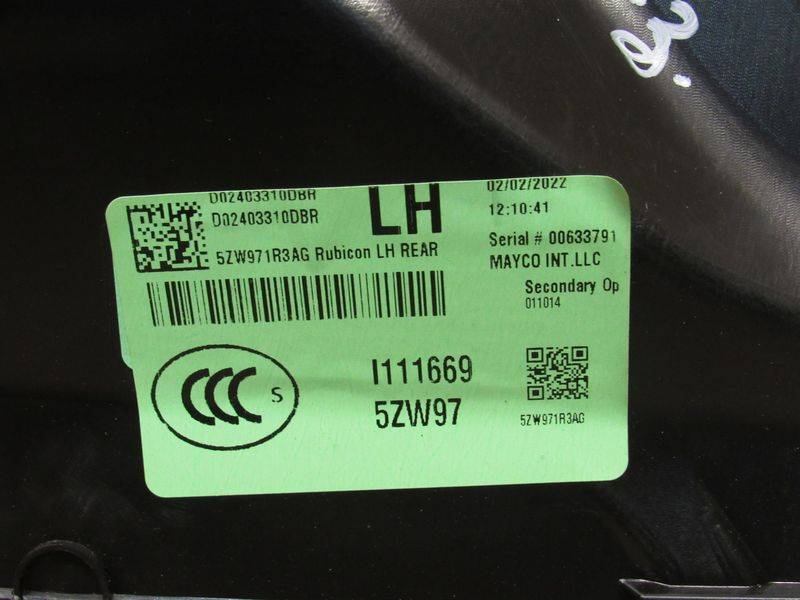 D02403310DBR
D02403310DBR
LH
02/02/2022
12:10:41
5ZW971R3AG Rubicon LH REAR
Serial # 00633791
MAYCO INT.LLC
Secondary Op
011014
CCC S
I111669
5ZW97
5ZW971R3AG